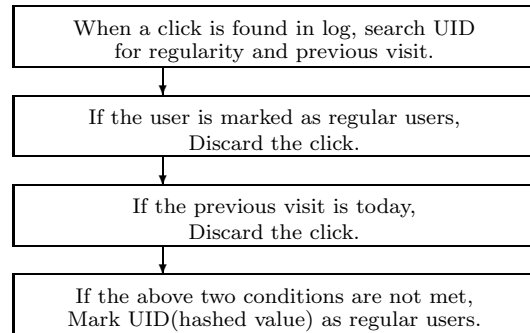 When a click is found in log, search UID
for regularity and previous visit.
If the user is marked as regular users,
Discard the click.
If the previous visit is today,
Discard the click.
If the above two conditions are not met,
Mark UID(hashed value) as regular users.